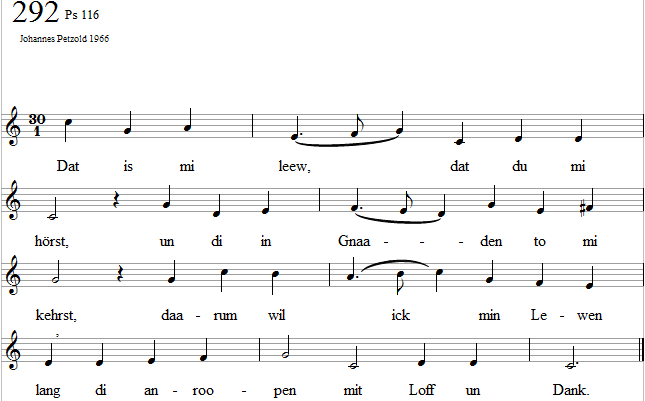 292 Ps 116
Johannes Petzold 1966
30
1
Dat is mi leew, dat du mi
hörst, un di in Gnaa - - - den to mi
kehrst, daa - rum wil ick min Le - wen
lang di an - roo - pen mit Loff un Dank.